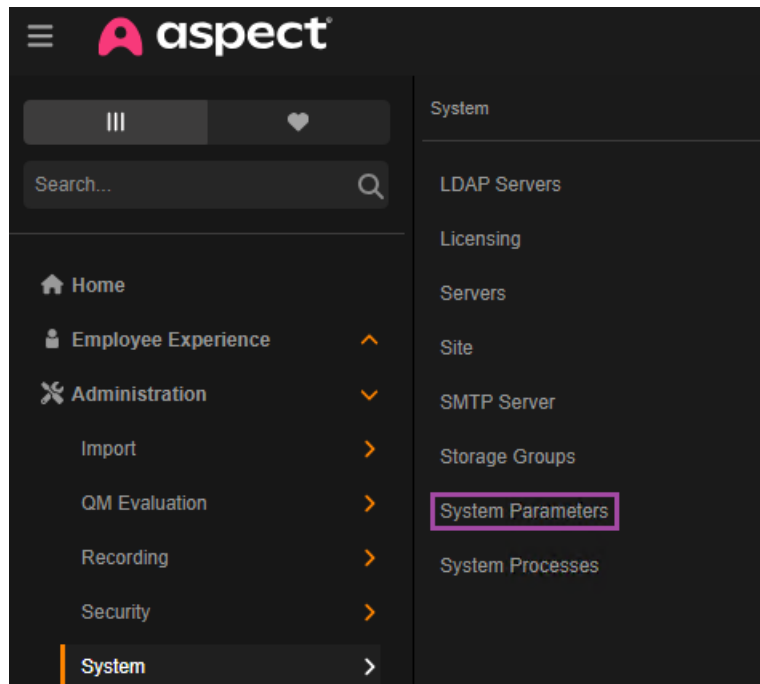 aspect
Search...
Home
Employee Experience
Administration
Import
QM Evaluation
Recording
Security
System
System
LDAP Servers
Licensing
Servers
Site
SMTP Server
Storage Groups
System Parameters
System Processes